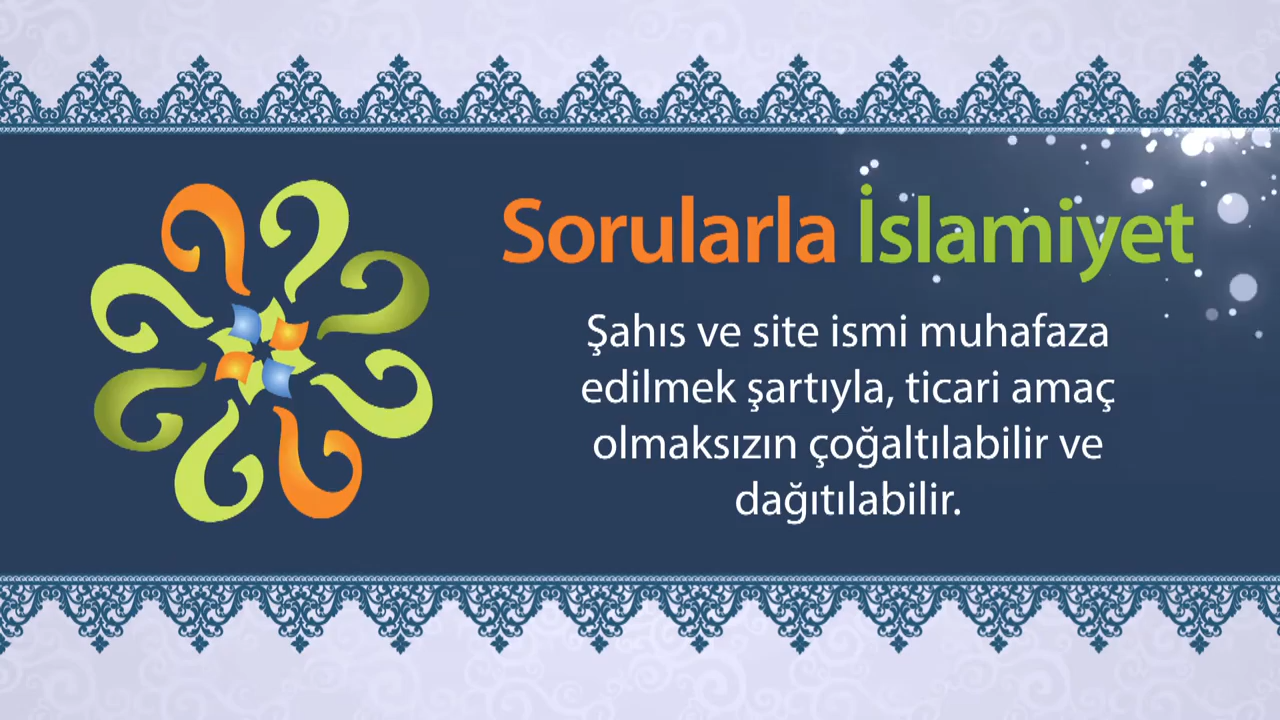 Sorularla İslamiyet
Şahıs ve site ismi muhafaza
edilmek şartıyla, ticari amaç
olmaksızın çoğaltılabilir ve
dağıtılabilir.